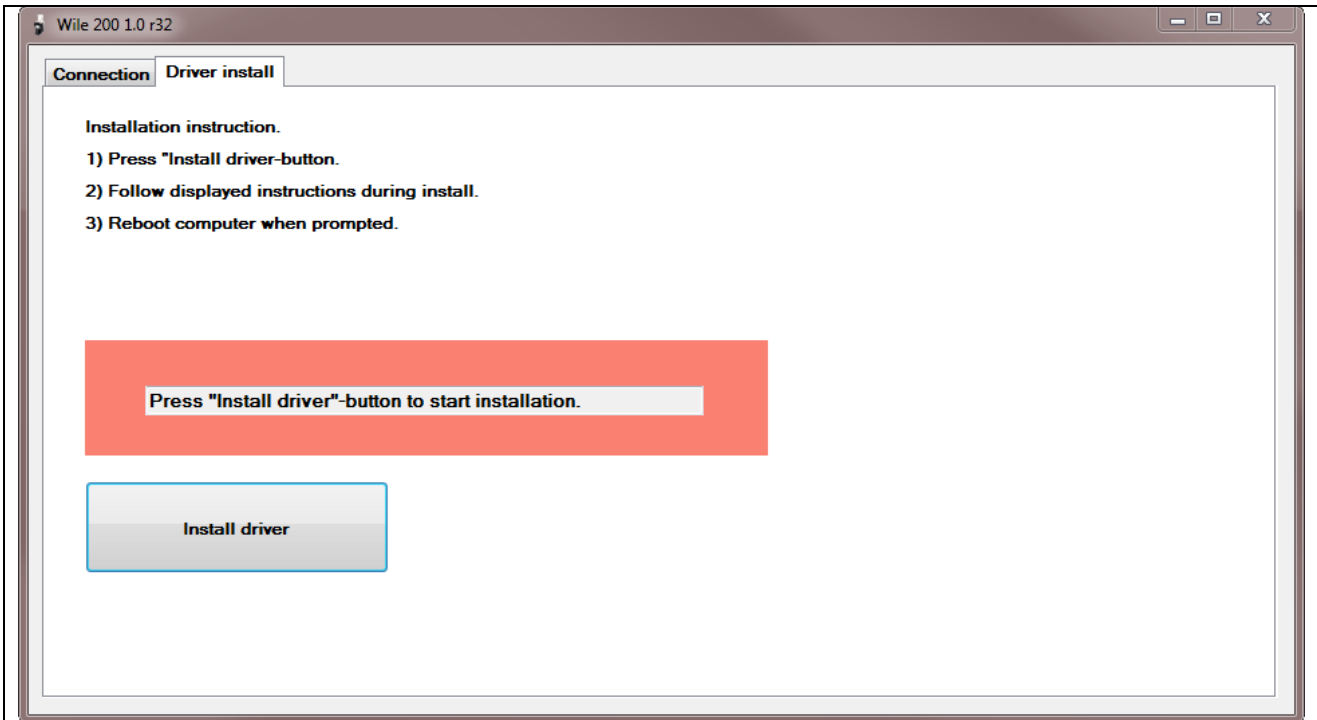 Wile 200 1.0 r32
Connection Driver install
Installation instruction.
1) Press "Install driver-button.
2) Follow displayed instructions during install.
3) Reboot computer when prompted.
Press "Install driver"-button to start installation.
Install driver